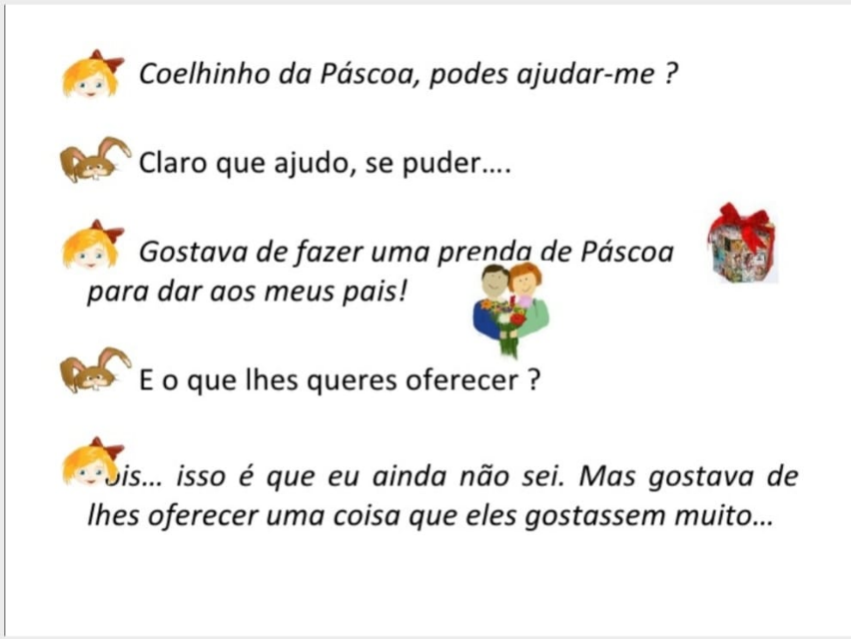 Coelhinho da Páscoa, podes ajudar-me ?
Claro que ajudo, se puder....
Gostava de fazer uma prenda de Páscoa
para dar aos meus pais!
E o que lhes queres oferecer ?
isso é que eu ainda não sei. Mas gostava de
lhes oferecer uma coisa que eles gostassem muito...